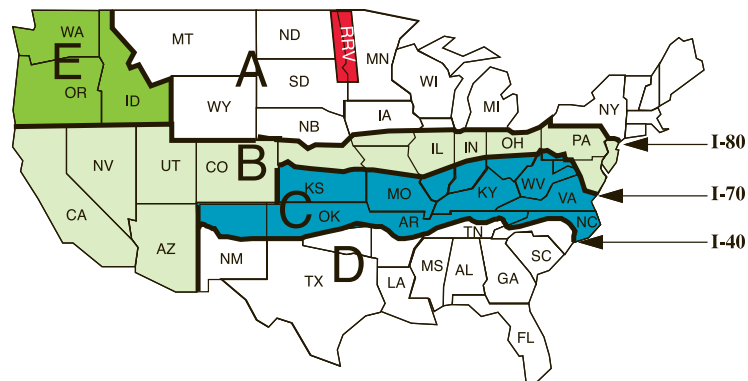 WA
MT
ND
RRV
MN
E
A
OR
ID
SD
WI
MI
NY
WY
IA
NB
I-80
NV
UT
CO
B
IL
IN
OH
PA
CA
KS
MO
KY
WV
VA
I-70
C
OK
AR
NC
AZ
TN
I-40
NM
D
TX
LA
MS
AL
GA
SC
FL